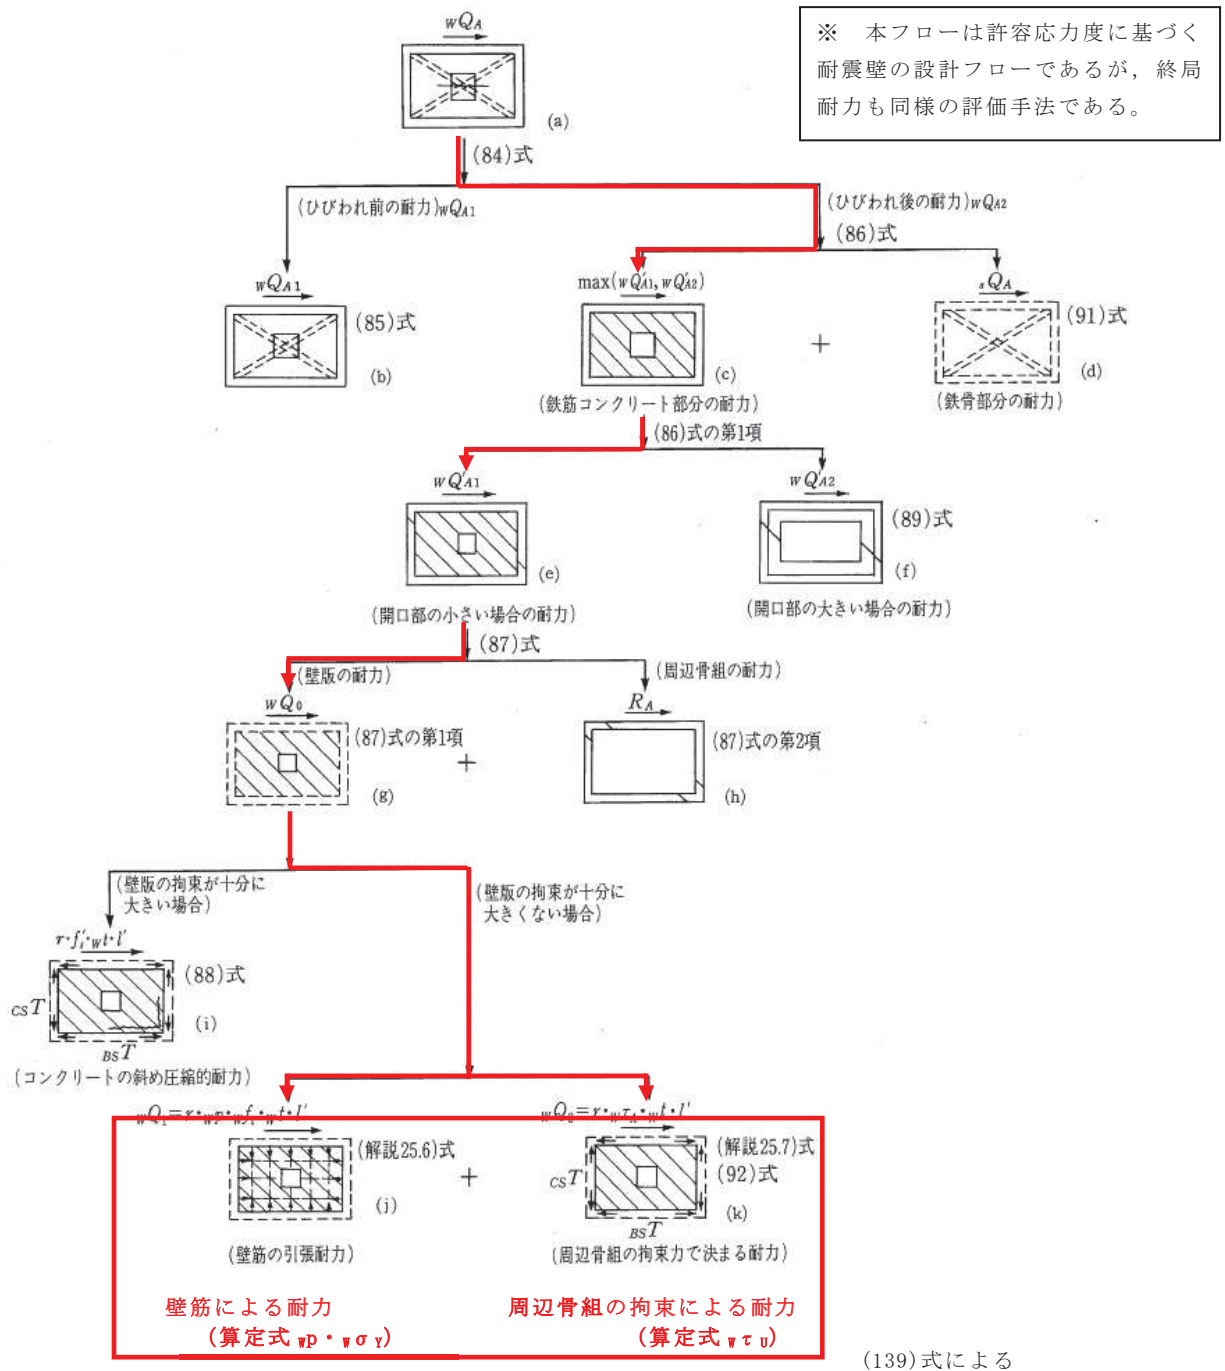 wQA
※　本フローは許容応力度に基づく
耐震壁の設計フローであるが，終局
耐力も同様の評価手法である。
(a)
(84)式
(ひびわれ前の耐力)wQA1
(ひびわれ後の耐力)wQA2
(86)式
wQA1
(85)式
(b)
max(wQ'A1, wQ'A2)
(c)
(鉄筋コンクリート部分の耐力)
+
sQA
(91)式
(d)
(鉄骨部分の耐力)
(86)式の第1項
wQ'A1
(e)
(開口部の小さい場合の耐力)
wQ'A2
(89)式
(f)
(開口部の大きい場合の耐力)
(87)式
(壁版の耐力)
(周辺骨組の耐力)
wQ0
(87)式の第1項
(g)
+
RA
(87)式の第2項
(h)
(壁版の拘束が十分に
大きい場合)
(壁版の拘束が十分に
大きくない場合)
(88)式
CST
(i)
BST
(コンクリートの斜め圧縮的耐力)
(解説25.6)式
(j)
(壁筋の引張耐力)
+
(解説25.7)式
(92)式
CST
(k)
BST
(周辺骨組の拘束力で決まる耐力)
壁筋による耐力
(算定式 wp・wσY)
周辺骨組の拘束による耐力
(算定式 wτU)
(139)式による